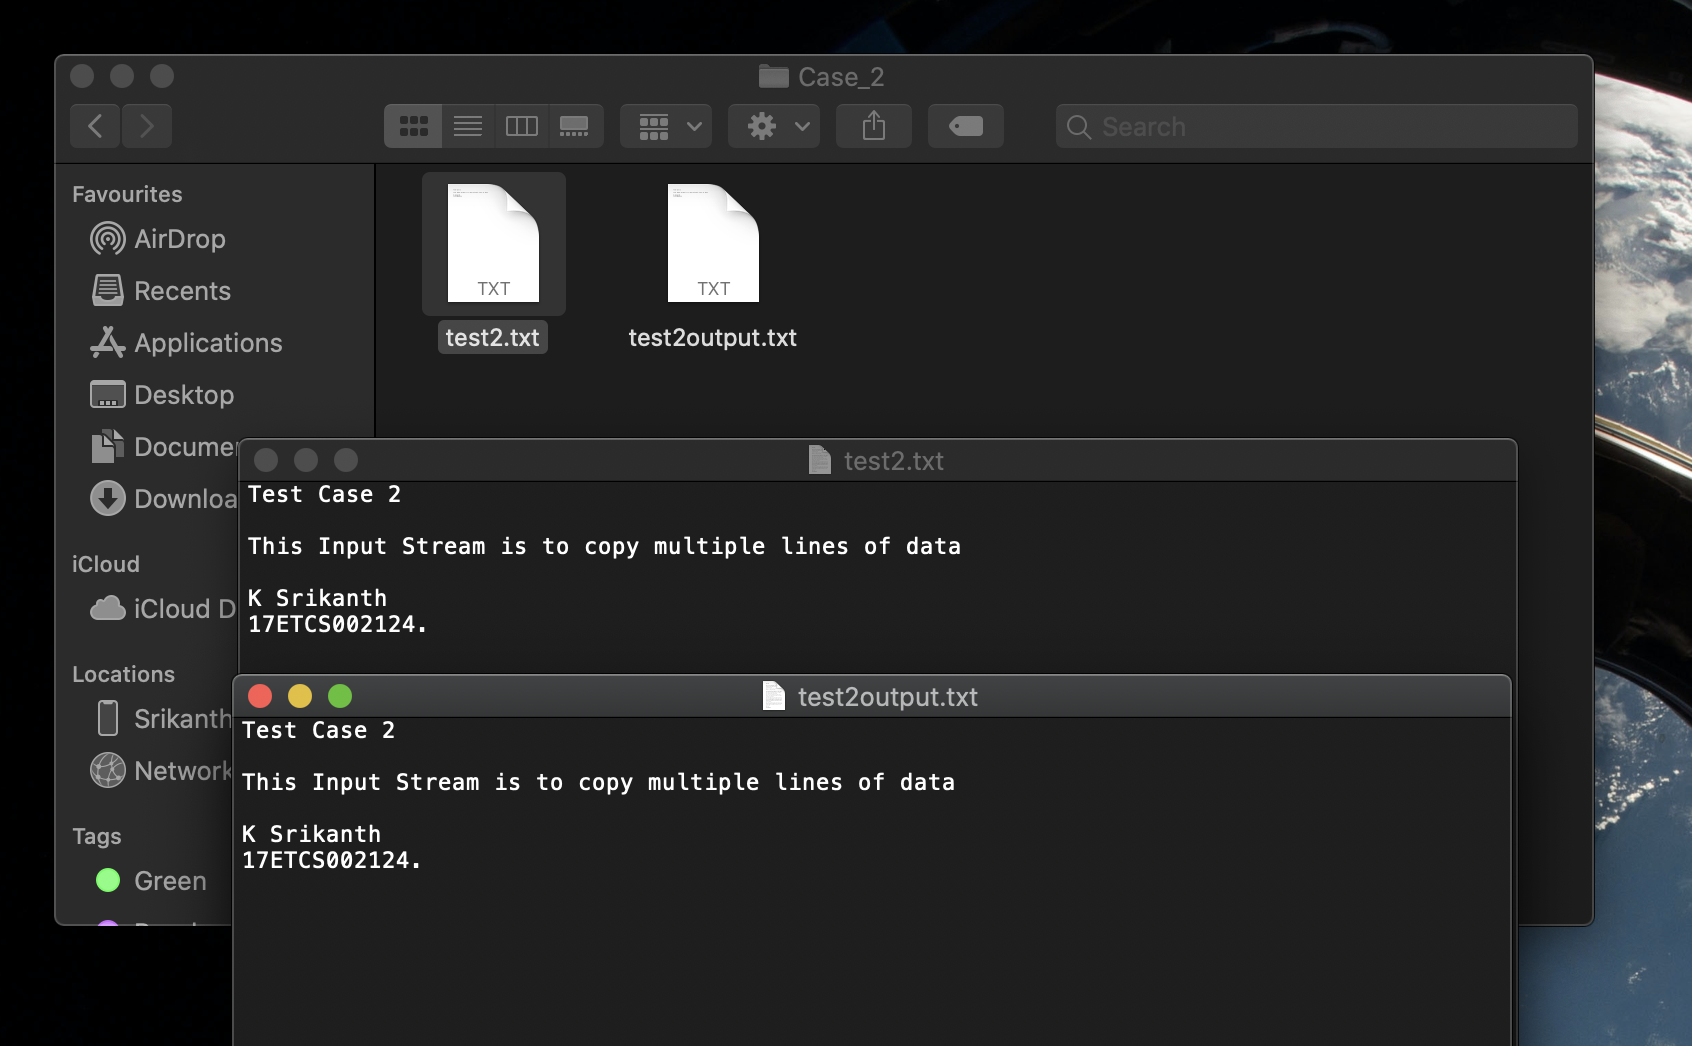 Case_2
Search
Favourites
AirDrop
Recents
Applications
Desktop
Documen
Downloa
iCloud
iCloud D
Locations
Srikanth
Network
Tags
Green
TXT
test2.txt
TXT
test2output.txt
test2.txt
Test Case 2
This Input Stream is to copy multiple lines of data
K Srikanth
17ETCS002124.
test2output.txt
Test Case 2
This Input Stream is to copy multiple lines of data
K Srikanth
17ETCS002124.